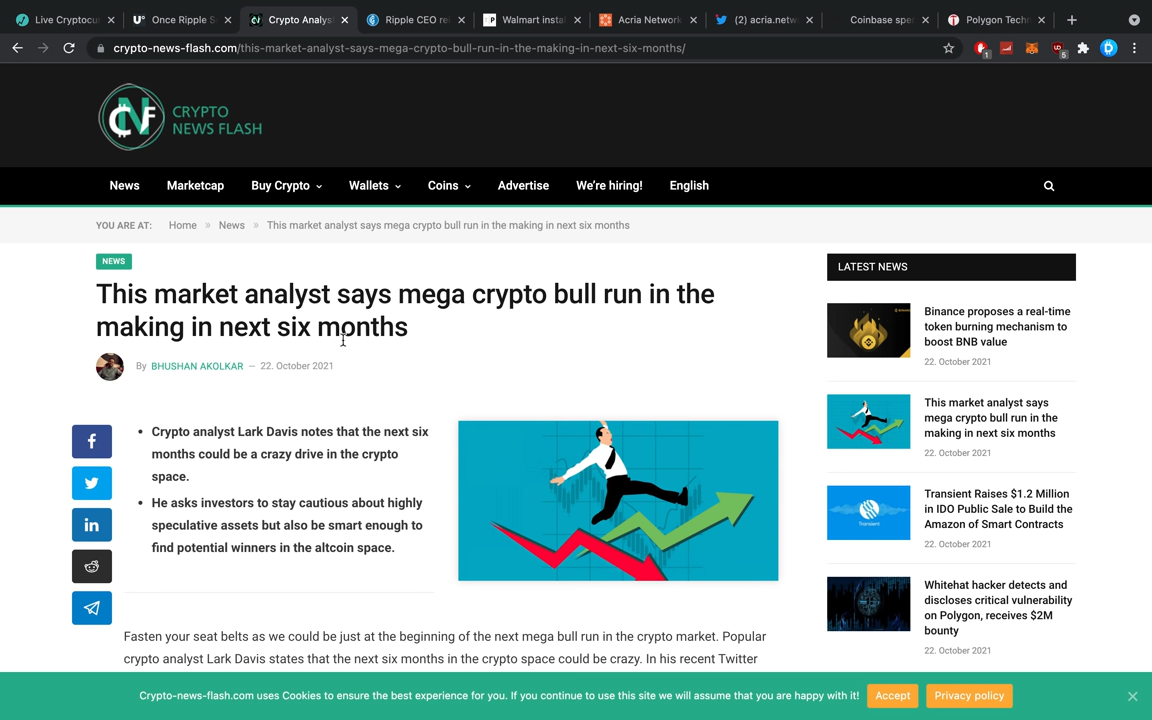 Live Cryptocu
Once Ripple S
Crypto Analys
Ripple CEO re
Walmart insta
Acria Network
(2) acria.netw
Coinbase spe
Polygon Techn
crypto-news-flash.com/this-market-analyst-says-mega-crypto-bull-run-in-the-making-in-next-six-months/
1
5
CNF
CRYPTO
NEWS FLASH
News
Marketcap
Buy Crypto
Wallets
Coins
Advertise
We're hiring!
English
YOU ARE AT:
Home » News » This market analyst says mega crypto bull run in the making in next six months
NEWS
This market analyst says mega crypto bull run in the
making in next six months
By BHUSHAN AKOLKAR — 22. October 2021
• Crypto analyst Lark Davis notes that the next six
months could be a crazy drive in the crypto
space.
• He asks investors to stay cautious about highly
speculative assets but also be smart enough to
find potential winners in the altcoin space.
Fasten your seat belts as we could be just at the beginning of the next mega bull run in the crypto market. Popular
crypto analyst Lark Davis states that the next six months in the crypto space could be crazy. In his recent Twitter
LATEST NEWS
Binance proposes a real-time
token burning mechanism to
boost BNB value
22. October 2021
This market analyst says
mega crypto bull run in the
making in next six months
22. October 2021
Transient
Transient Raises $1.2 Million
in IDO Public Sale to Build the
Amazon of Smart Contracts
22. October 2021
Whitehat hacker detects and
discloses critical vulnerability
on Polygon, receives $2M
bounty
22. October 2021
Crypto-news-flash.com uses Cookies to ensure the best experience for you. If you continue to use this site we will assume that you are happy with it!
Accept
Privacy policy